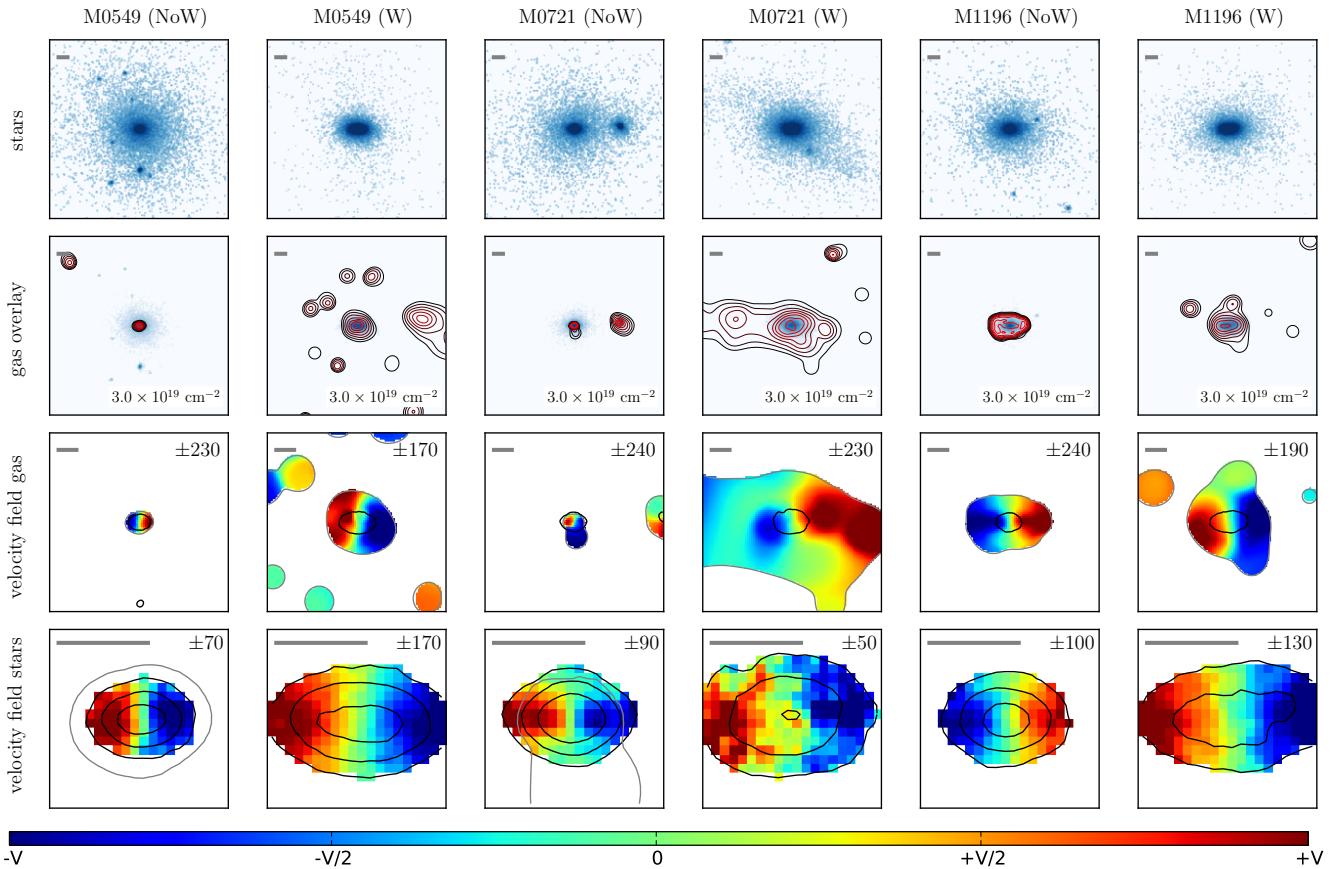 M0549 (NoW) M0549 (W) M0721 (NoW) M0721 (W) M1196 (NoW) M1196 (W)
stars
gas overlay
3.0 × 10¹⁹ cm⁻² 3.0 × 10¹⁹ cm⁻² 3.0 × 10¹⁹ cm⁻² 3.0 × 10¹⁹ cm⁻² 3.0 × 10¹⁹ cm⁻² 3.0 × 10¹⁹ cm⁻²
velocity field gas
±230 ±170 ±240 ±230 ±240 ±190
velocity field stars
±70 ±170 ±90 ±50 ±100 ±130
-V -V/2 0 +V/2 +V